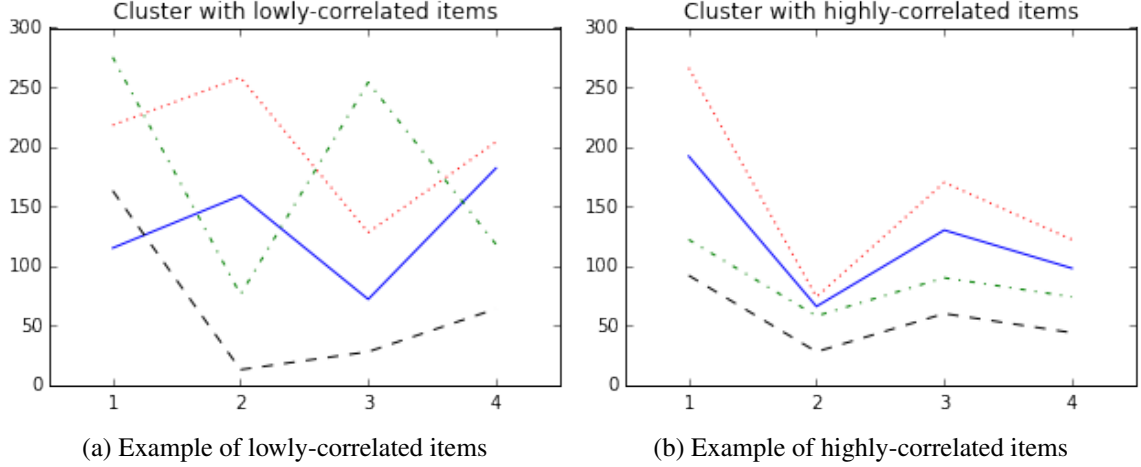 Cluster with lowly-correlated items
300
250
200
150
100
50
0
1 2 3 4
(a) Example of lowly-correlated items
Cluster with highly-correlated items
300
250
200
150
100
50
0
1 2 3 4
(b) Example of highly-correlated items